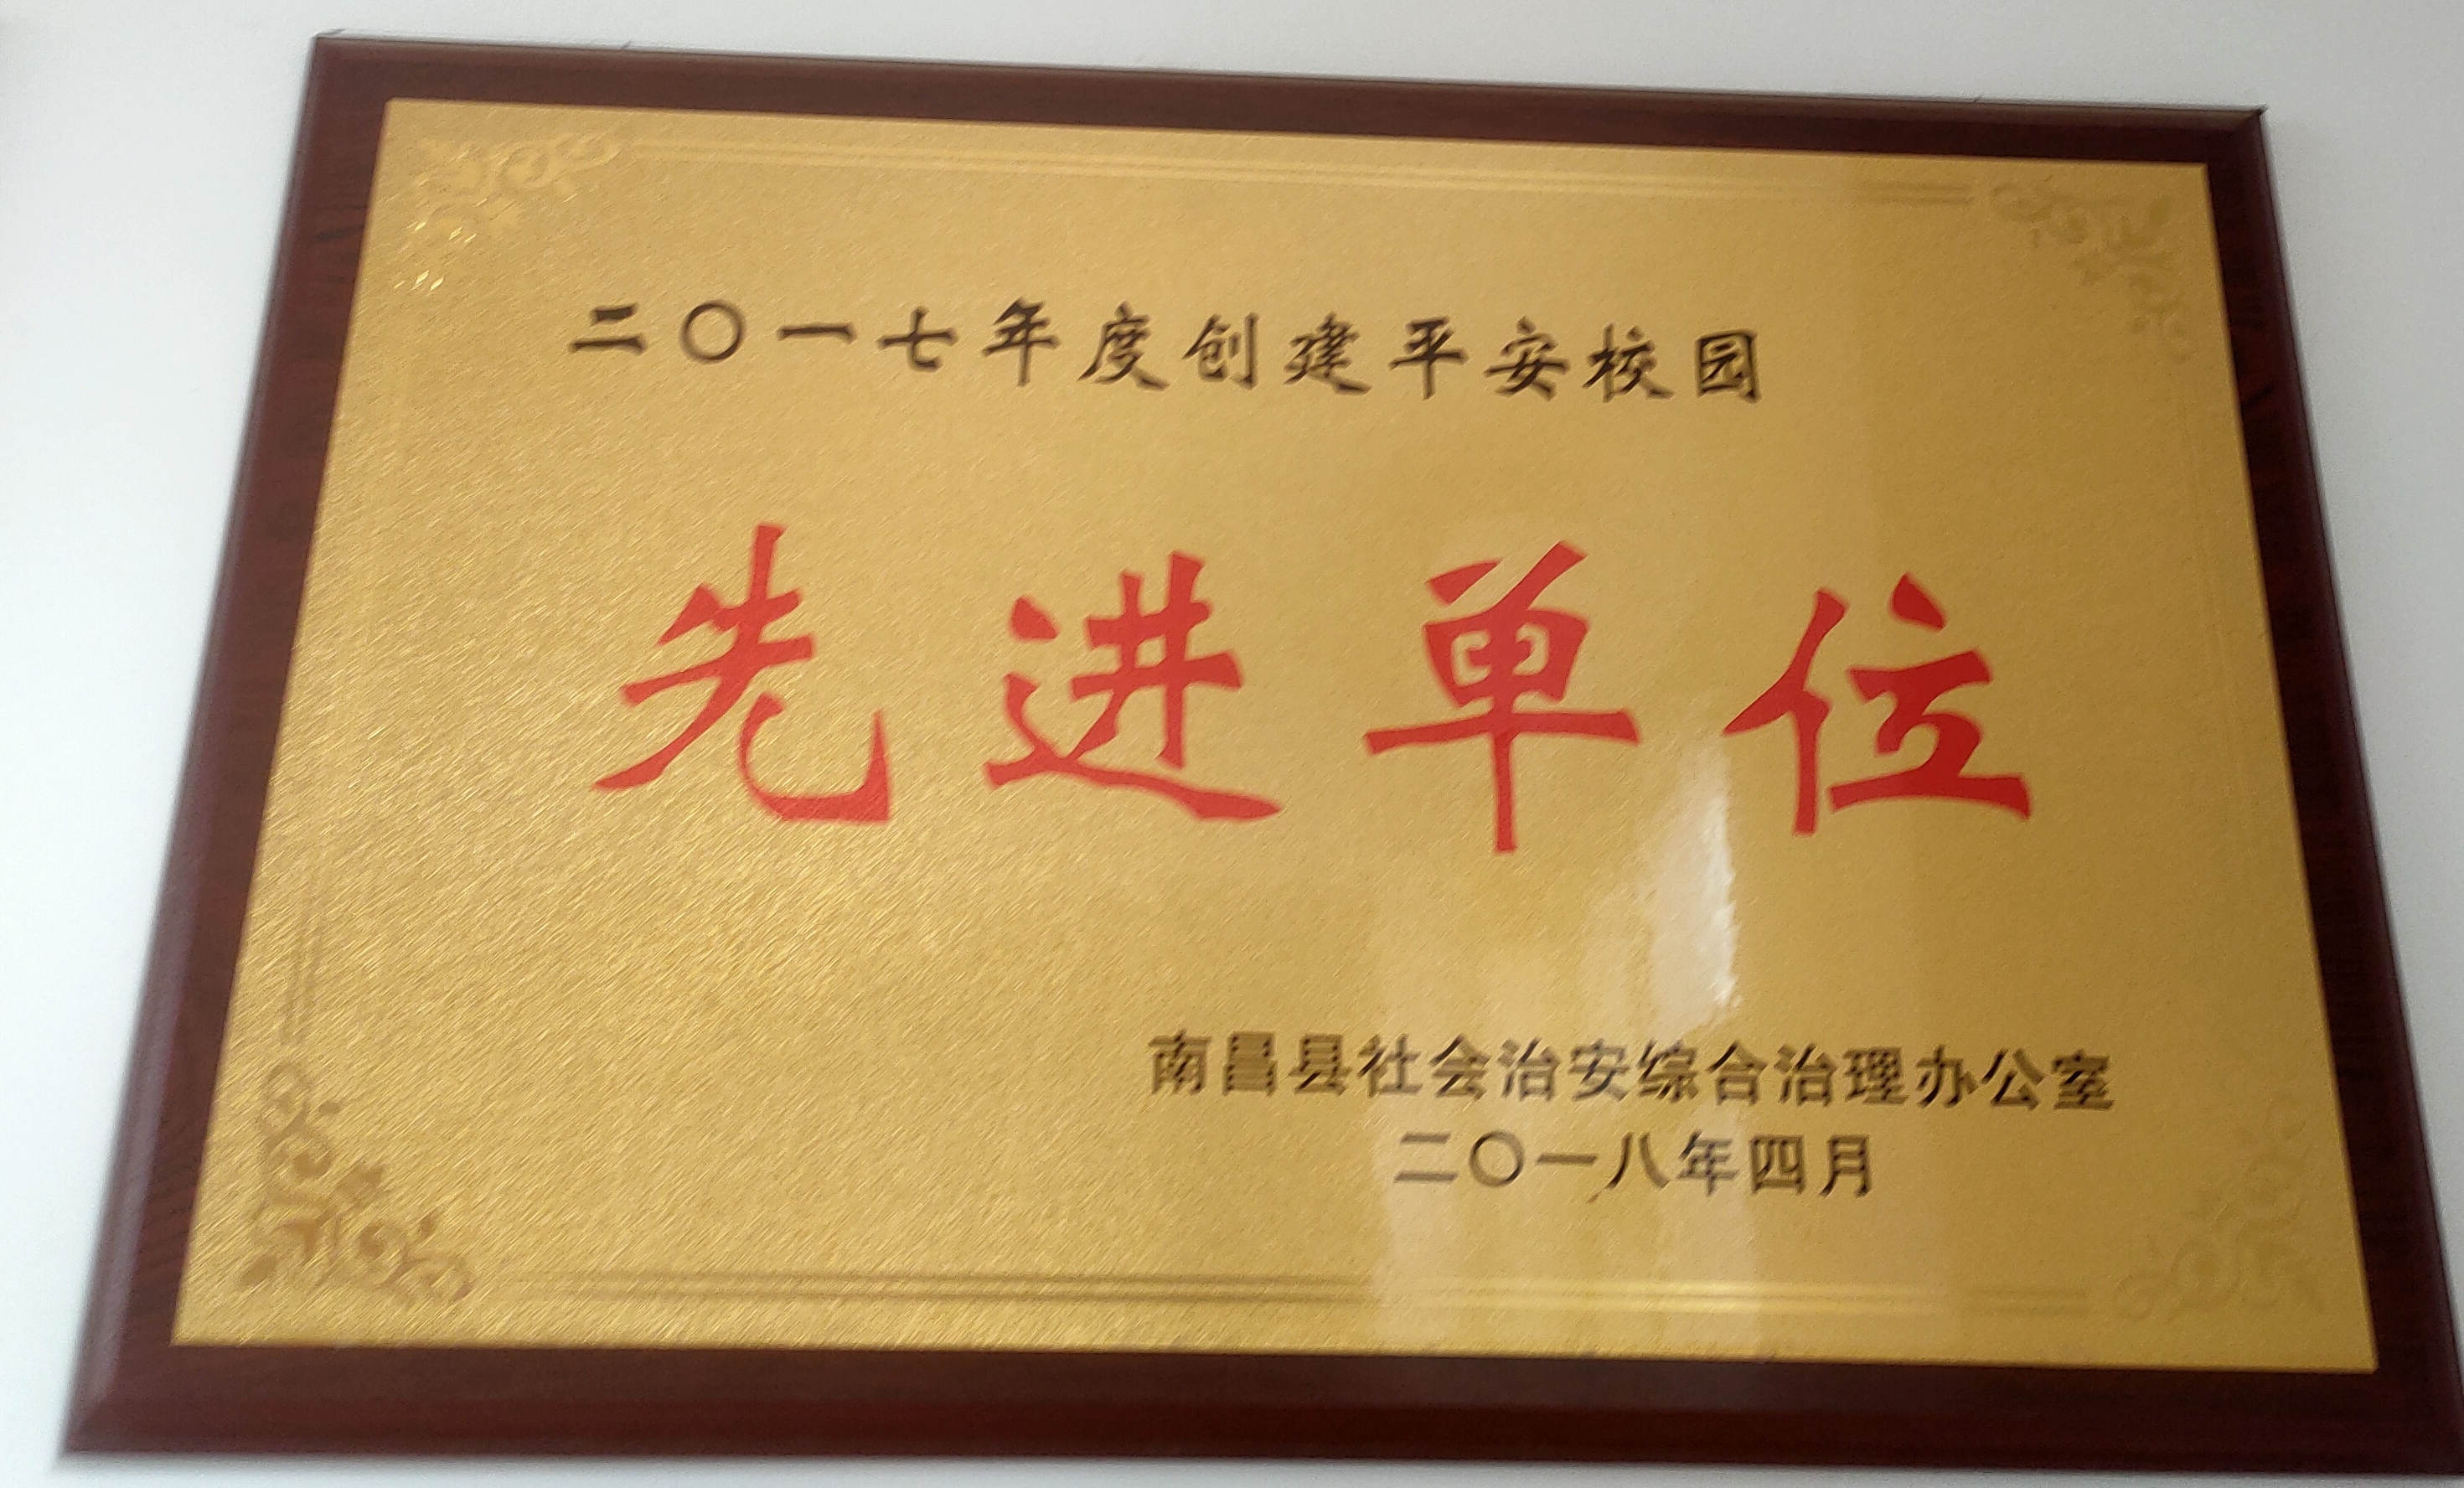 二〇一七年度创建平安校园
先进单位
南昌县社会治安综合治理办公室
二〇一八年四月